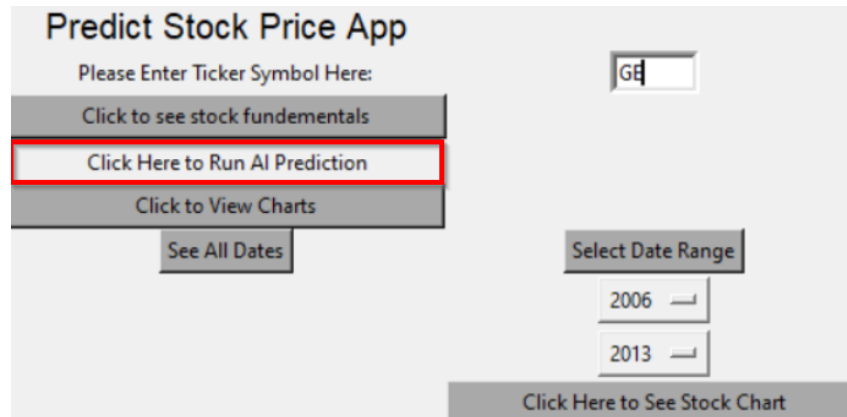 Predict Stock Price App
Please Enter Ticker Symbol Here:
GE
Click to see stock fundementals
Click Here to Run AI Prediction
Click to View Charts
See All Dates
Select Date Range
2006
2013
Click Here to See Stock Chart